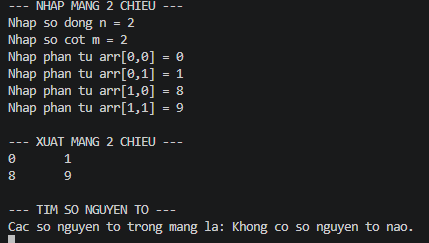 --- NHAP MANG 2 CHIEU ---
Nhap so dong n = 2
Nhap so cot m = 2
Nhap phan tu arr[0,0] = 0
Nhap phan tu arr[0,1] = 1
Nhap phan tu arr[1,0] = 8
Nhap phan tu arr[1,1] = 9
--- XUAT MANG 2 CHIEU ---
0 1
8 9
--- TIM SO NGUYEN TO ---
Cac so nguyen to trong mang la: Khong co so nguyen to nao.